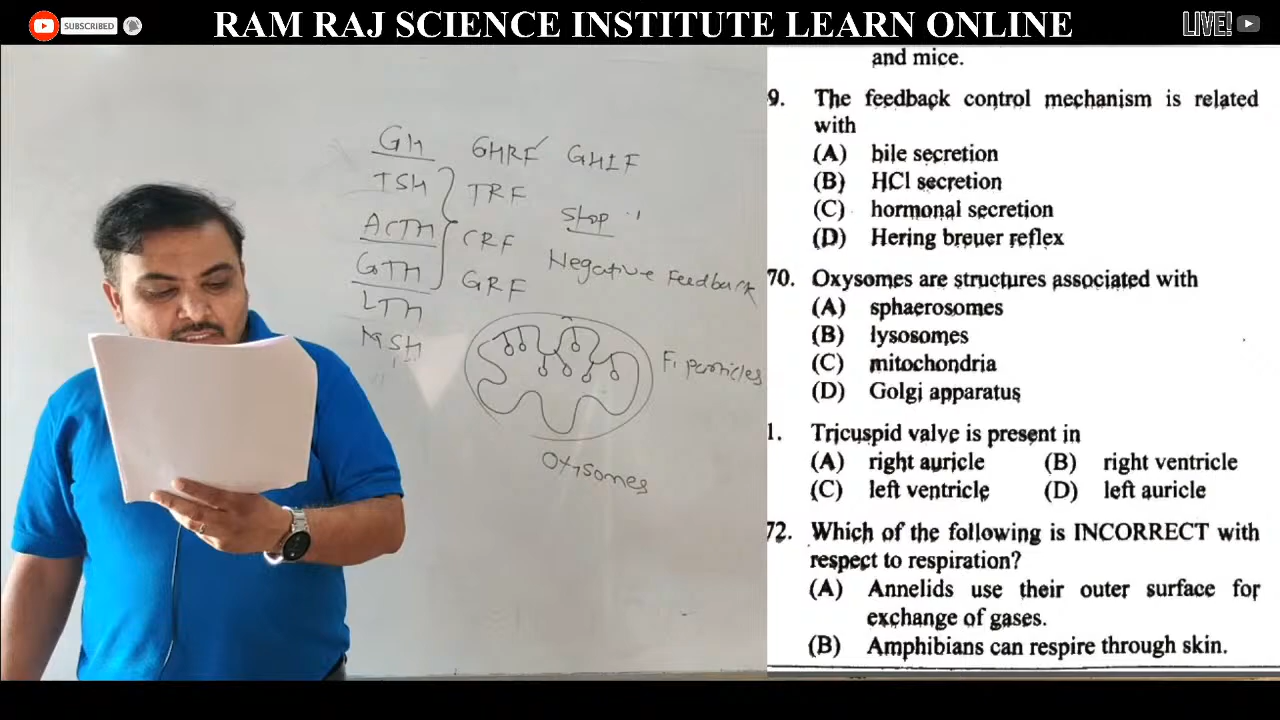 SUBSCRIBED
RAM RAJ SCIENCE INSTITUTE LEARN ONLINE
LIVE!
GH GHRF GHIF
TSH TRF
Stop
ACTH CRF
Negative Feedback
GTH GRF
LTH
MSH
F1 particles
Oxysomes
and mice.
9. The feedback control mechanism is related
with
(A) bile secretion
(B) HCl secretion
(C) hormonal secretion
(D) Hering breuer reflex
70. Oxysomes are structures associated with
(A) sphaerosomes
(B) lysosomes
(C) mitochondria
(D) Golgi apparatus
1. Tricuspid valve is present in
(A) right auricle (B) right ventricle
(C) left ventricle (D) left auricle
72. Which of the following is INCORRECT with
respect to respiration?
(A) Annelids use their outer surface for
exchange of gases.
(B) Amphibians can respire through skin.